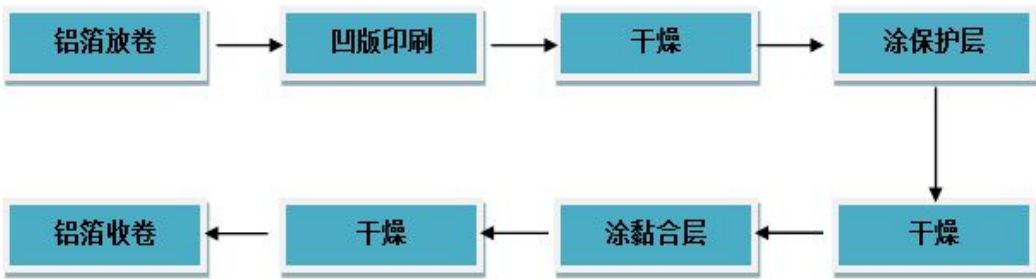 铝箔放卷
凹版印刷
干燥
涂保护层
干燥
涂黏合层
干燥
铝箔收卷